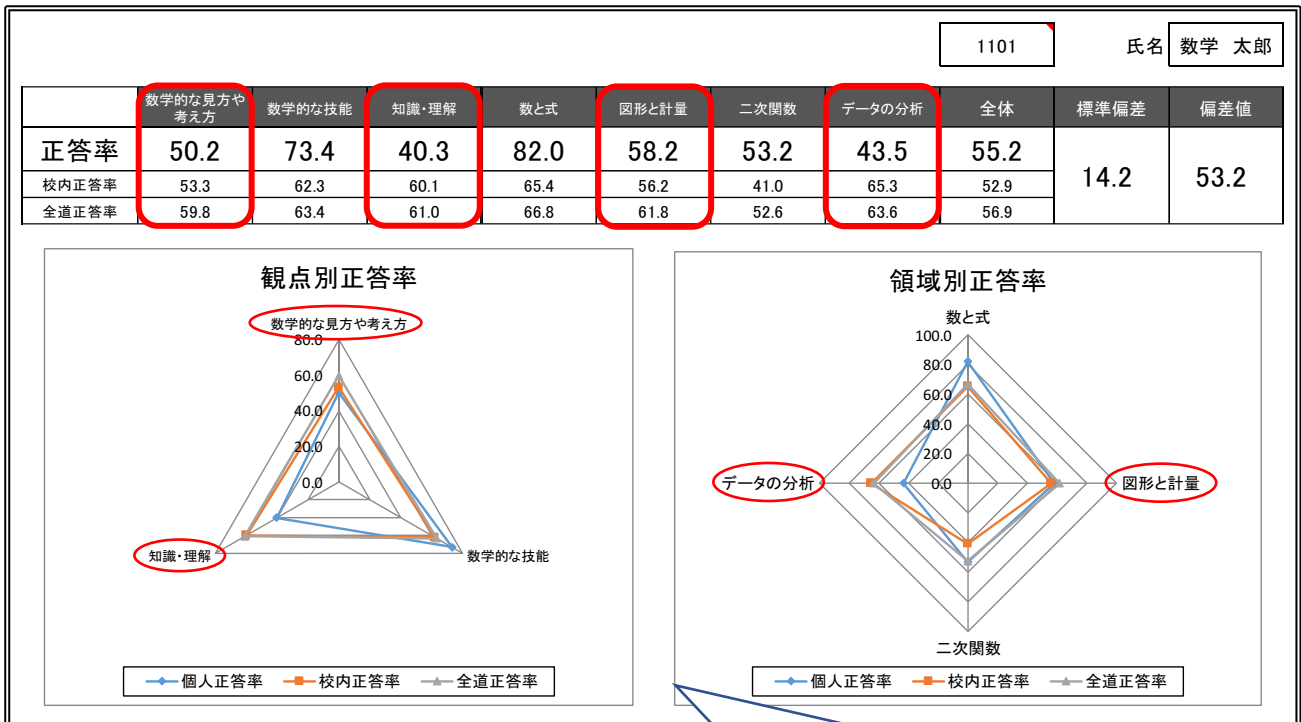 1101 氏名 数学 太郎
数学的な見方や考え方 数学的な技能 知識・理解 数と式 図形と計量 二次関数 データの分析 全体 標準偏差 偏差値
正答率 50.2 73.4 40.3 82.0 58.2 53.2 43.5 55.2 14.2 53.2
校内正答率 53.3 62.3 60.1 65.4 56.2 41.0 65.3 52.9
全道正答率 59.8 63.4 61.0 66.8 61.8 52.6 63.6 56.9
観点別正答率
数学的な見方や考え方
80.0
60.0
40.0
20.0
0.0
知識・理解 数学的な技能
個人正答率 校内正答率 全道正答率
領域別正答率
数と式
100.0
80.0
60.0
40.0
20.0
データの分析 0.0 図形と計量
二次関数
個人正答率 校内正答率 全道正答率